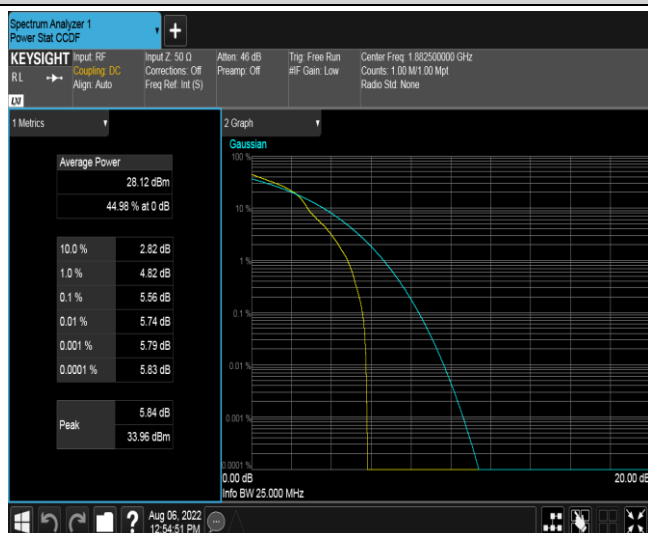 Spectrum Analyzer 1
Power Stat CCDF
+
KEYSIGHT
RL
LXI
Input: RF
Coupling: DC
Align: Auto
Input Z: 50 Ω
Corrections: Off
Freq Ref: Int (S)
Atten: 46 dB
Preamp: Off
Trig: Free Run
#IF Gain: Low
Center Freq: 1.882500000 GHz
Counts: 1.00 M/1.00 Mpt
Radio Std: None
1 Metrics
Average Power
28.12 dBm
44.98 % at 0 dB
10.0 % 2.82 dB
1.0 % 4.82 dB
0.1 % 5.56 dB
0.01 % 5.74 dB
0.001 % 5.79 dB
0.0001 % 5.83 dB
Peak
5.84 dB
33.96 dBm
2 Graph
Gaussian
100 %
10 %
1 %
0.1 %
0.01 %
0.001 %
0.0001 %
0.00 dB
20.00 dB
Info BW 25.000 MHz
?
Aug 06, 2022
12:54:51 PM